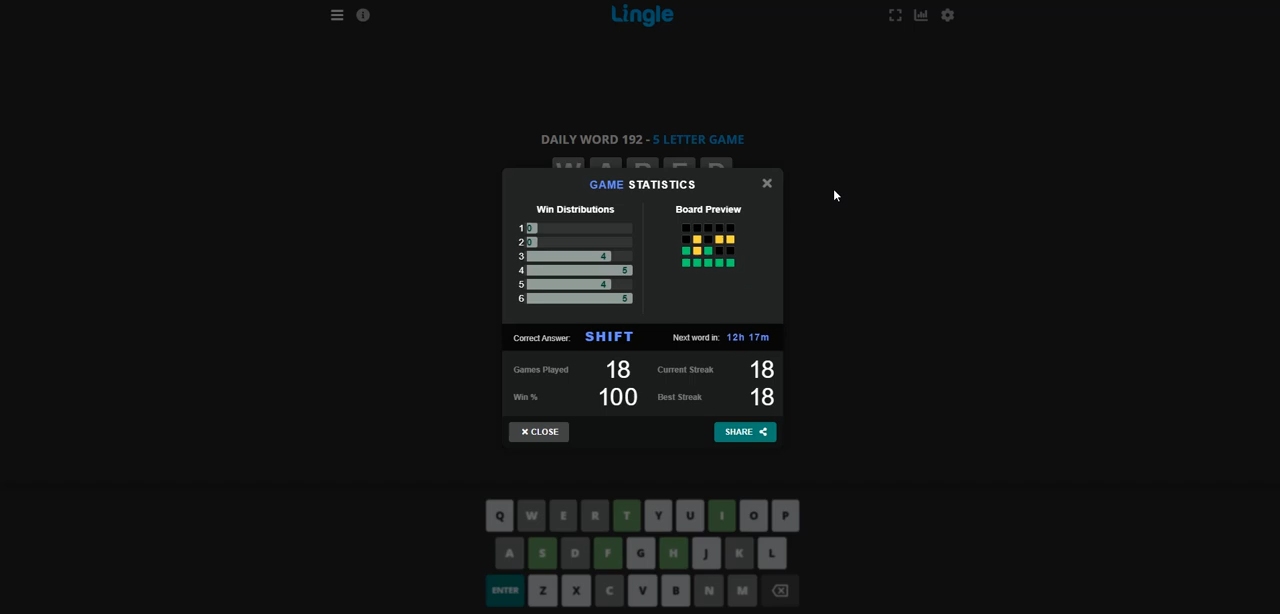 Lingle
DAILY WORD 192 - 5 LETTER GAME
GAME STATISTICS
Win Distributions
Board Preview
1 0
2 0
3 4
4 5
5 4
6 5
Correct Answer: SHIFT
Next word in: 12h 17m
Games Played 18
Current Streak 18
Win % 100
Best Streak 18
× CLOSE
SHARE
Q W E R T Y U I O P
A S D F G H J K L
ENTER Z X C V B N M